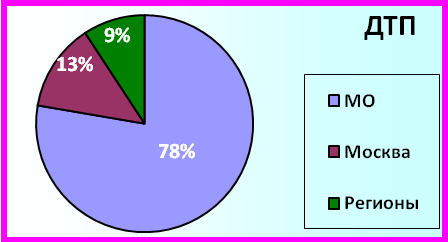 ДТП
9%
13%
78%
МО
Москва
Регионы